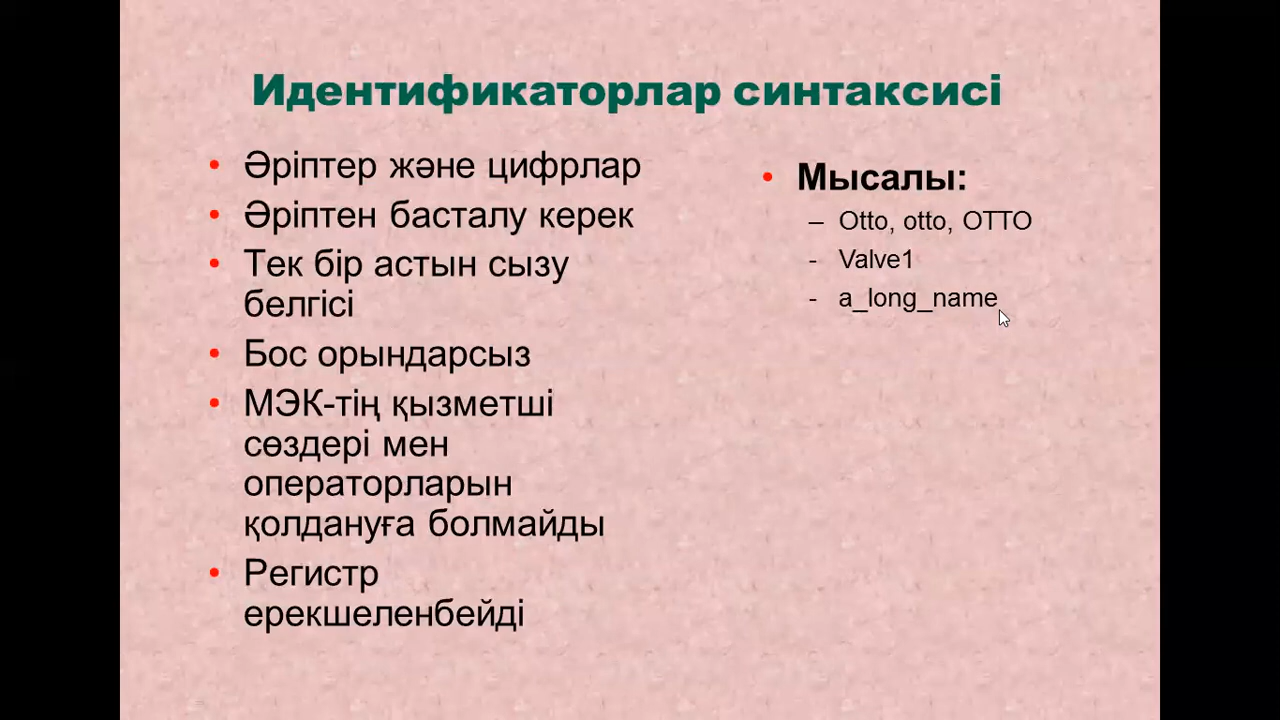 Идентификаторлар синтаксисі
• Әріптер және цифрлар
• Әріптен басталу керек
• Тек бір астын сызу
белгісі
• Бос орындарсыз
• МЭК-тің қызметші
сөздері мен
операторларын
қолдануға болмайды
• Регистр
ерекшеленбейді
• Мысалы:
– Otto, otto, OTTO
- Valve1
- a_long_name